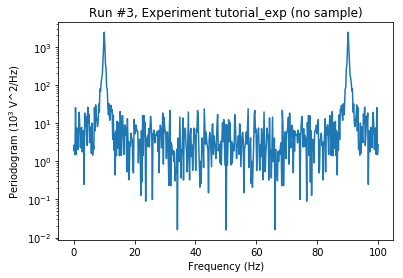 Run #3, Experiment tutorial_exp (no sample)
Periodogram (10³ V^2/Hz)
10³
10²
10¹
10⁰
10⁻¹
10⁻²
0 20 40 60 80 100
Frequency (Hz)